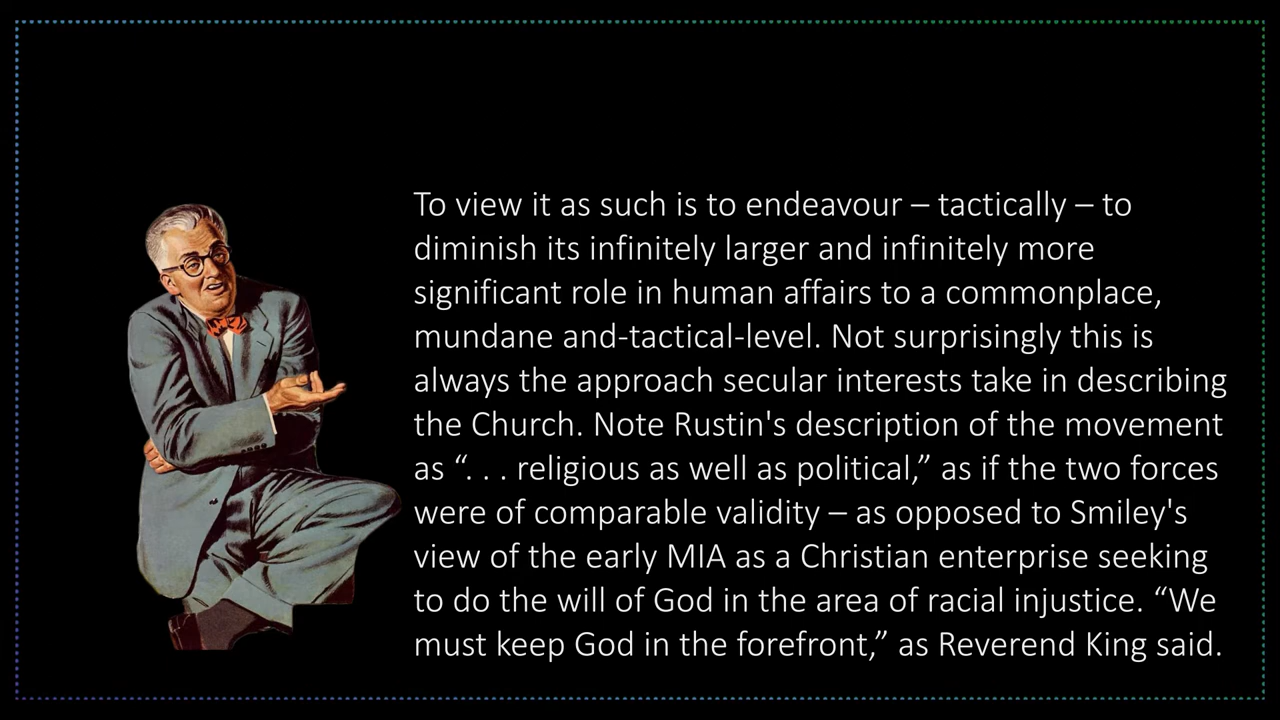 To view it as such is to endeavour – tactically – to
diminish its infinitely larger and infinitely more
significant role in human affairs to a commonplace,
mundane and-tactical-level. Not surprisingly this is
always the approach secular interests take in describing
the Church. Note Rustin's description of the movement
as “. . . religious as well as political,” as if the two forces
were of comparable validity – as opposed to Smiley's
view of the early MIA as a Christian enterprise seeking
to do the will of God in the area of racial injustice. “We
must keep God in the forefront,” as Reverend King said.